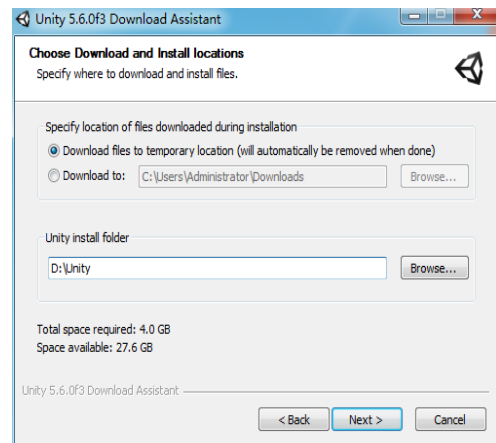 Unity 5.6.0f3 Download Assistant
Choose Download and Install locations
Specify where to download and install files.
Specify location of files downloaded during installation
Download files to temporary location (will automatically be removed when done)
Download to: C:\Users\Administrator\Downloads Browse...
Unity install folder
D:\Unity Browse...
Total space required: 4.0 GB
Space available: 27.6 GB
Unity 5.6.0f3 Download Assistant
< Back Next > Cancel